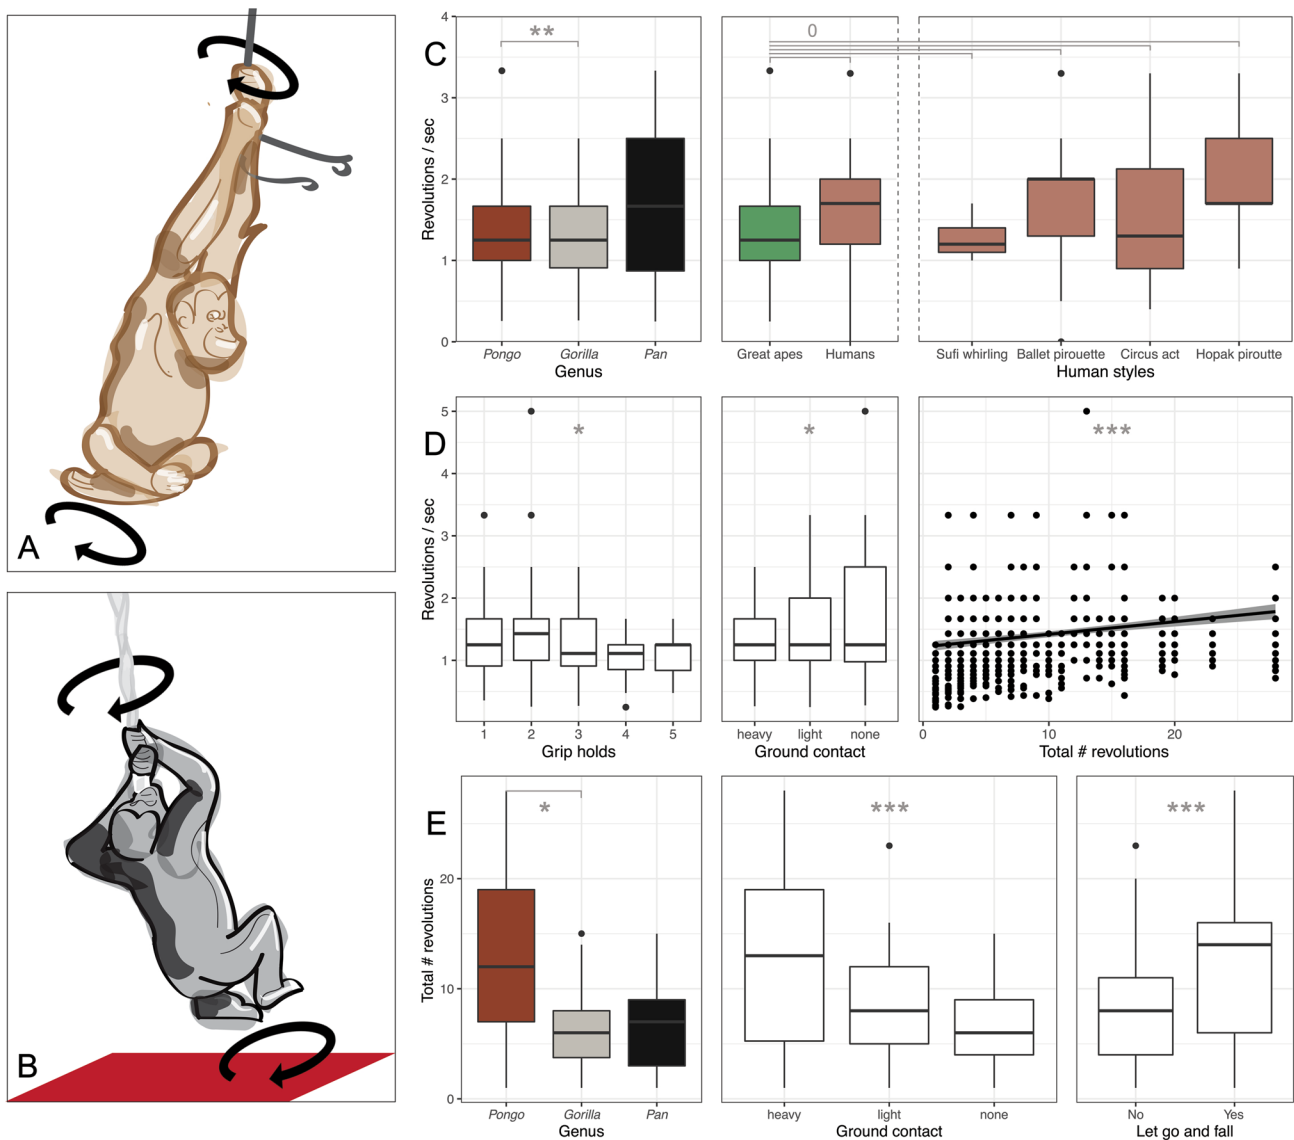 A
B
C
Revolutions / sec
4
3
2
1
0
**
Pongo Gorilla Pan
Genus
0
Great apes Humans
Sufi whirling Ballet pirouette Circus act Hopak piroutte
Human styles
D
Revolutions / sec
5
4
3
2
1
*
1 2 3 4 5
Grip holds
*
heavy light none
Ground contact
***
0 10 20
Total # revolutions
E
Total # revolutions
20
10
0
*
Pongo Gorilla Pan
Genus
***
heavy light none
Ground contact
***
No Yes
Let go and fall